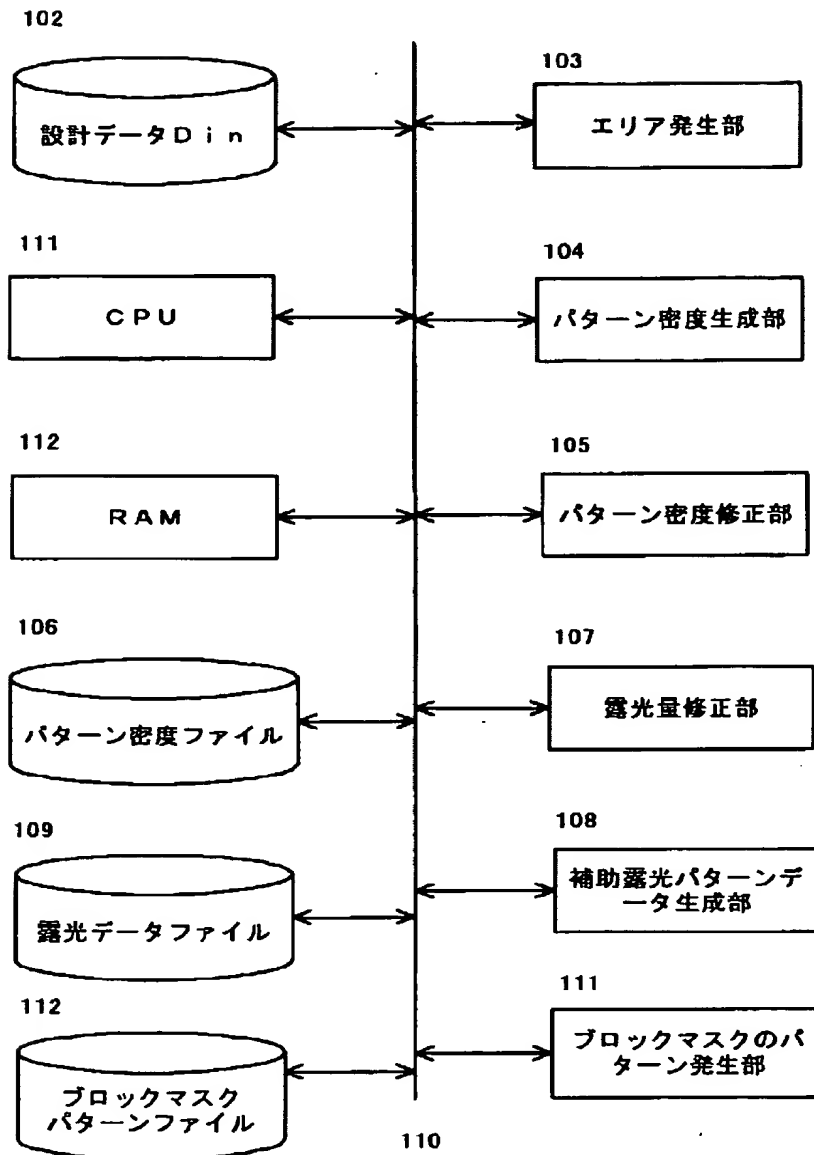 102
設計データDin
103
エリア発生部
111
CPU
104
パターン密度生成部
112
RAM
105
パターン密度修正部
106
パターン密度ファイル
107
露光量修正部
109
露光データファイル
108
補助露光パターンデ
ータ生成部
112
ブロックマスク
パターンファイル
111
ブロックマスクのパ
ターン発生部
110